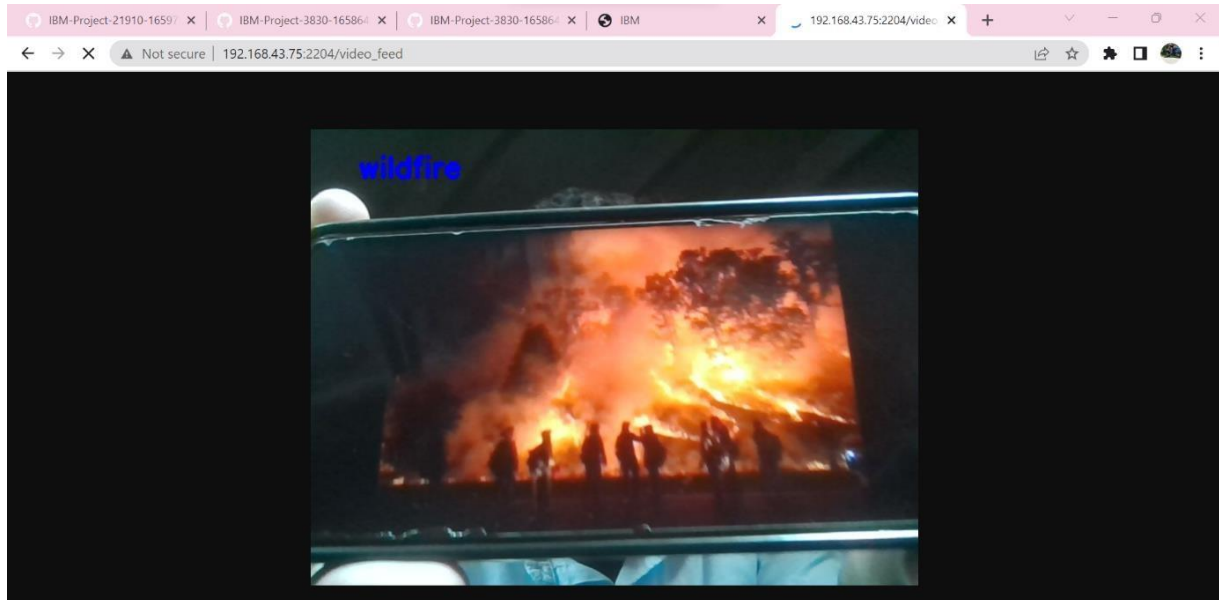 IBM-Project-21910-16597
IBM-Project-3830-165864
IBM-Project-3830-165864
IBM
192.168.43.75:2204/video
Not secure | 192.168.43.75:2204/video_feed
wildfire